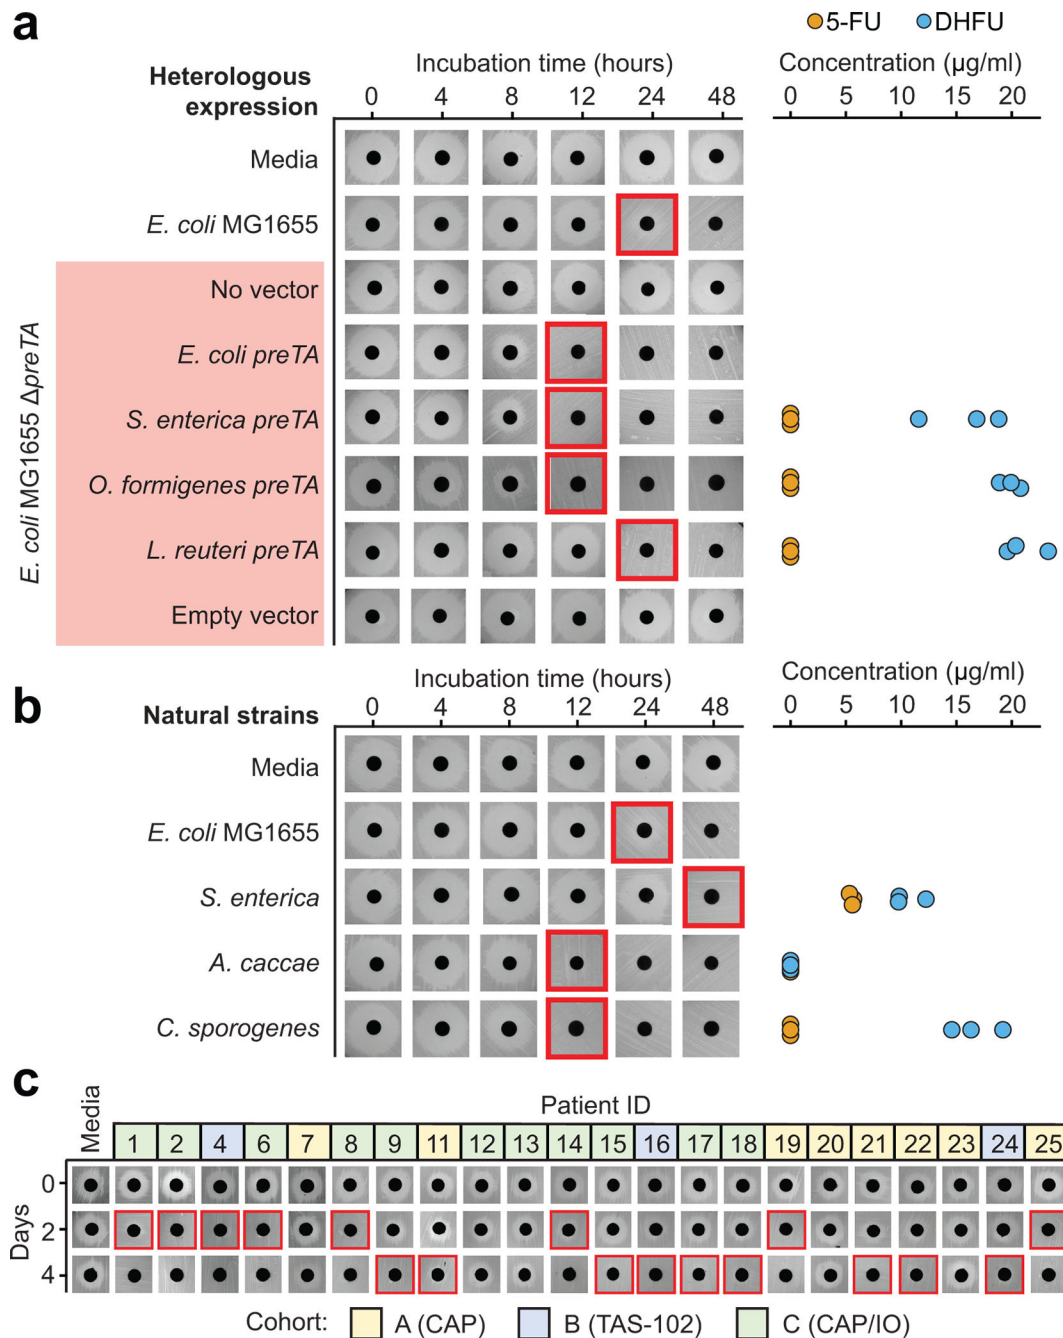 a
5-FU DHFU
Heterologous expression
Incubation time (hours)
0 4 8 12 24 48
Concentration (µg/ml)
0 5 10 15 20
Media
E. coli MG1655
E. coli MG1655 ΔpreTA
No vector
E. coli preTA
S. enterica preTA
O. formigenes preTA
L. reuteri preTA
Empty vector
b
Natural strains
Incubation time (hours)
0 4 8 12 24 48
Concentration (µg/ml)
0 5 10 15 20
Media
E. coli MG1655
S. enterica
A. caccae
C. sporogenes
c
Patient ID
Media 1 2 4 6 7 8 9 11 12 13 14 15 16 17 18 19 20 21 22 23 24 25
Days
0
2
4
Cohort: A (CAP) B (TAS-102) C (CAP/IO)